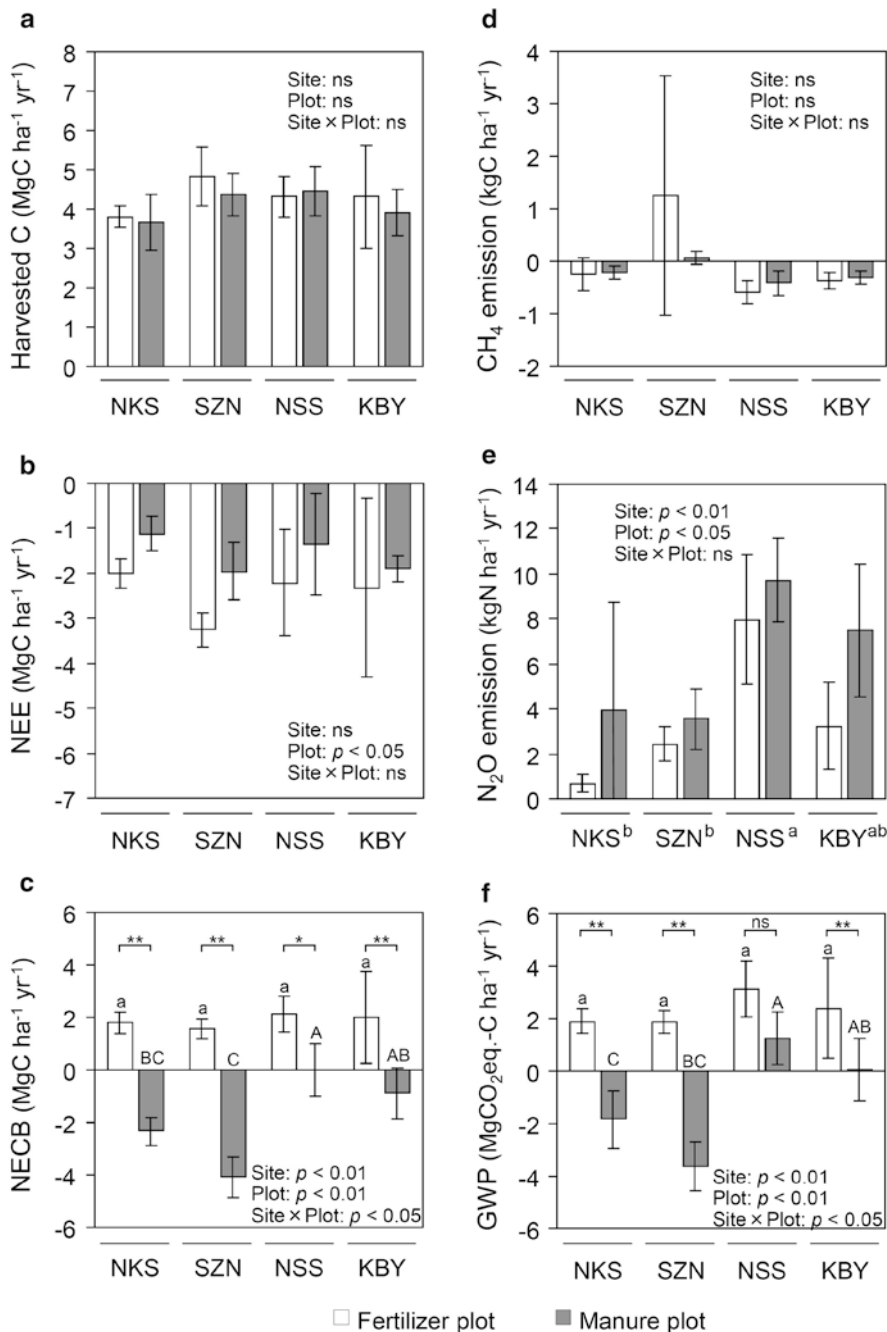 a
Harvested C (MgC ha⁻¹ yr⁻¹)
8
7
6
5
4
3
2
1
0
Site: ns
Plot: ns
Site × Plot: ns
NKS SZN NSS KBY
b
NEE (MgC ha⁻¹ yr⁻¹)
0
-1
-2
-3
-4
-5
-6
-7
Site: ns
Plot: p < 0.05
Site × Plot: ns
NKS SZN NSS KBY
c
NECB (MgC ha⁻¹ yr⁻¹)
6
4
2
0
-2
-4
-6
** ** * **
a a a a
BC C A AB
Site: p < 0.01
Plot: p < 0.01
Site × Plot: p < 0.05
NKS SZN NSS KBY
d
CH₄ emission (kgC ha⁻¹ yr⁻¹)
4
3
2
1
0
-1
-2
Site: ns
Plot: ns
Site × Plot: ns
NKS SZN NSS KBY
e
N₂O emission (kgN ha⁻¹ yr⁻¹)
14
12
10
8
6
4
2
0
Site: p < 0.01
Plot: p < 0.05
Site × Plot: ns
NKSᵇ SZNᵇ NSSᵃ KBYᵃᵇ
f
GWP (MgCO₂eq.-C ha⁻¹ yr⁻¹)
6
4
2
0
-2
-4
-6
** ** ns **
a a a a
C BC A AB
Site: p < 0.01
Plot: p < 0.01
Site × Plot: p < 0.05
NKS SZN NSS KBY
Fertilizer plot Manure plot